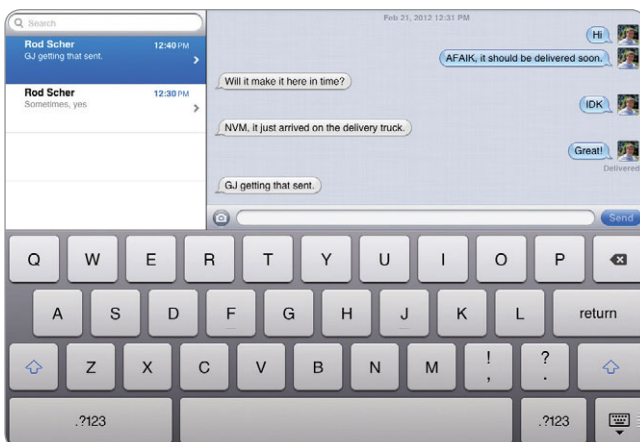 Search
Rod Scher 12:40 PM
GJ getting that sent.
Rod Scher 12:30 PM
Sometimes, yes
Feb 21, 2012 12:31 PM
Hi
AFAIK, it should be delivered soon.
Will it make it here in time?
IDK
NVM, it just arrived on the delivery truck.
Great!
Delivered
GJ getting that sent.
Send
Q W E R T Y U I O P
A S D F G H J K L return
Z X C V B N M ! , ? .
.?123 .?123